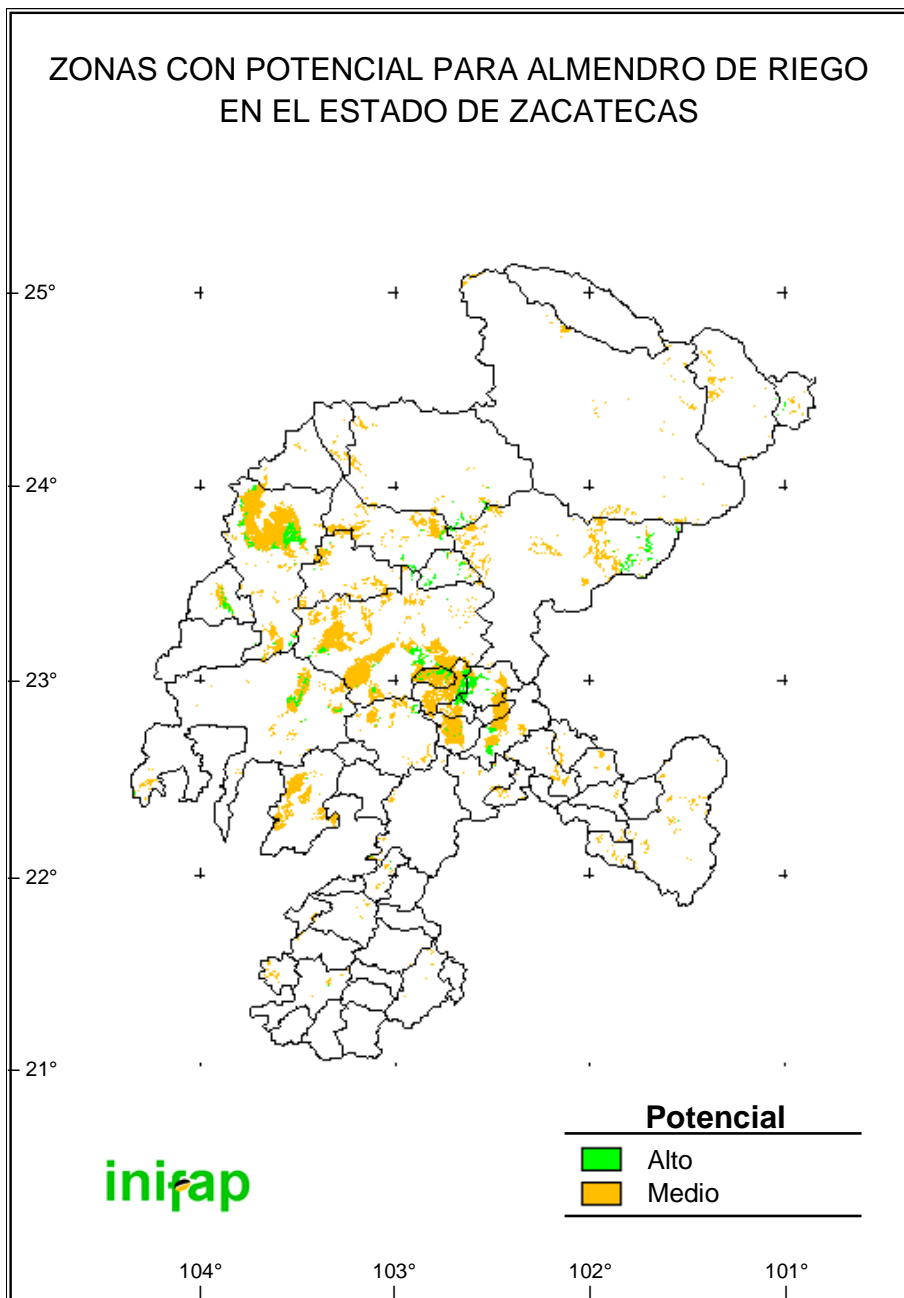 ZONAS CON POTENCIAL PARA ALMENDRO DE RIEGO
EN EL ESTADO DE ZACATECAS
25°
24°
23°
22°
21°
Potencial
Alto
Medio
inifap
104°
103°
102°
101°